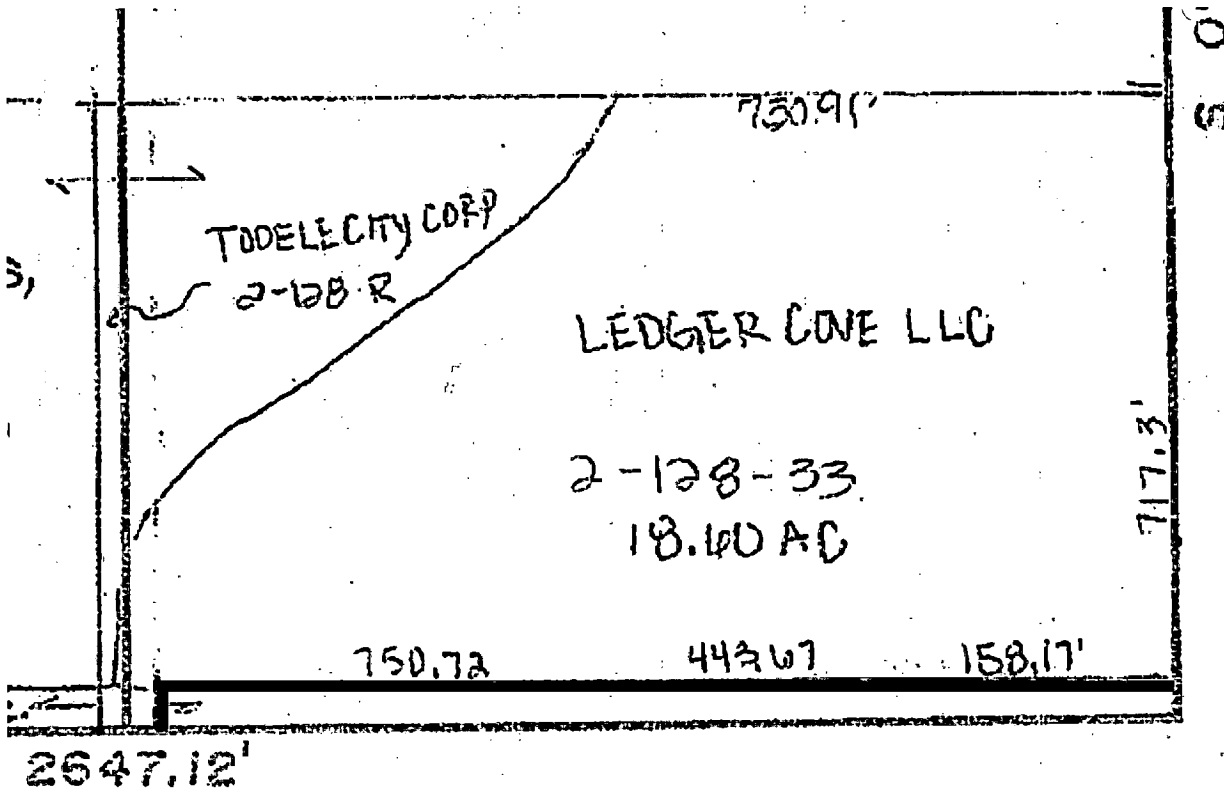 730.91'
TOOELE CITY CORP
2-128-R
LEDGER COVE LLC
717.3'
2-128-33
18.60 AC
750.72
443.67
158.17'
2647.12'